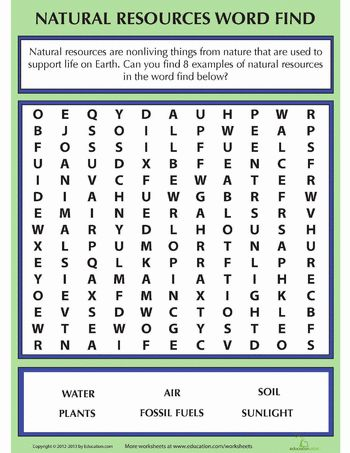 NATURAL RESOURCES WORD FIND
Natural resources are nonliving things from nature that are used to
support life on Earth. Can you find 8 examples of natural resources
in the word find below?
O E Q Y D A U H P W R
B J S O I L P W E A P
F O S S I L F U E L S
U A U D X B F E N C F
I N V C F E W A T E R
D I A H U W G B R F W
E M I N E R A L S R V
W A R Y D L H O U S H
X L P U M O R T N A U
E S Q L K P R F L P R
Y I A M A I A T I H E
O E X F M N X I G K C
E V S D W C T O H L B
W T E W O G Y S T E F
R N A I F E C V D O S
WATER AIR SOIL
PLANTS FOSSIL FUELS SUNLIGHT
Copyright © 2012-2013 by Education.com More worksheets at www.education.com/worksheets
education.com